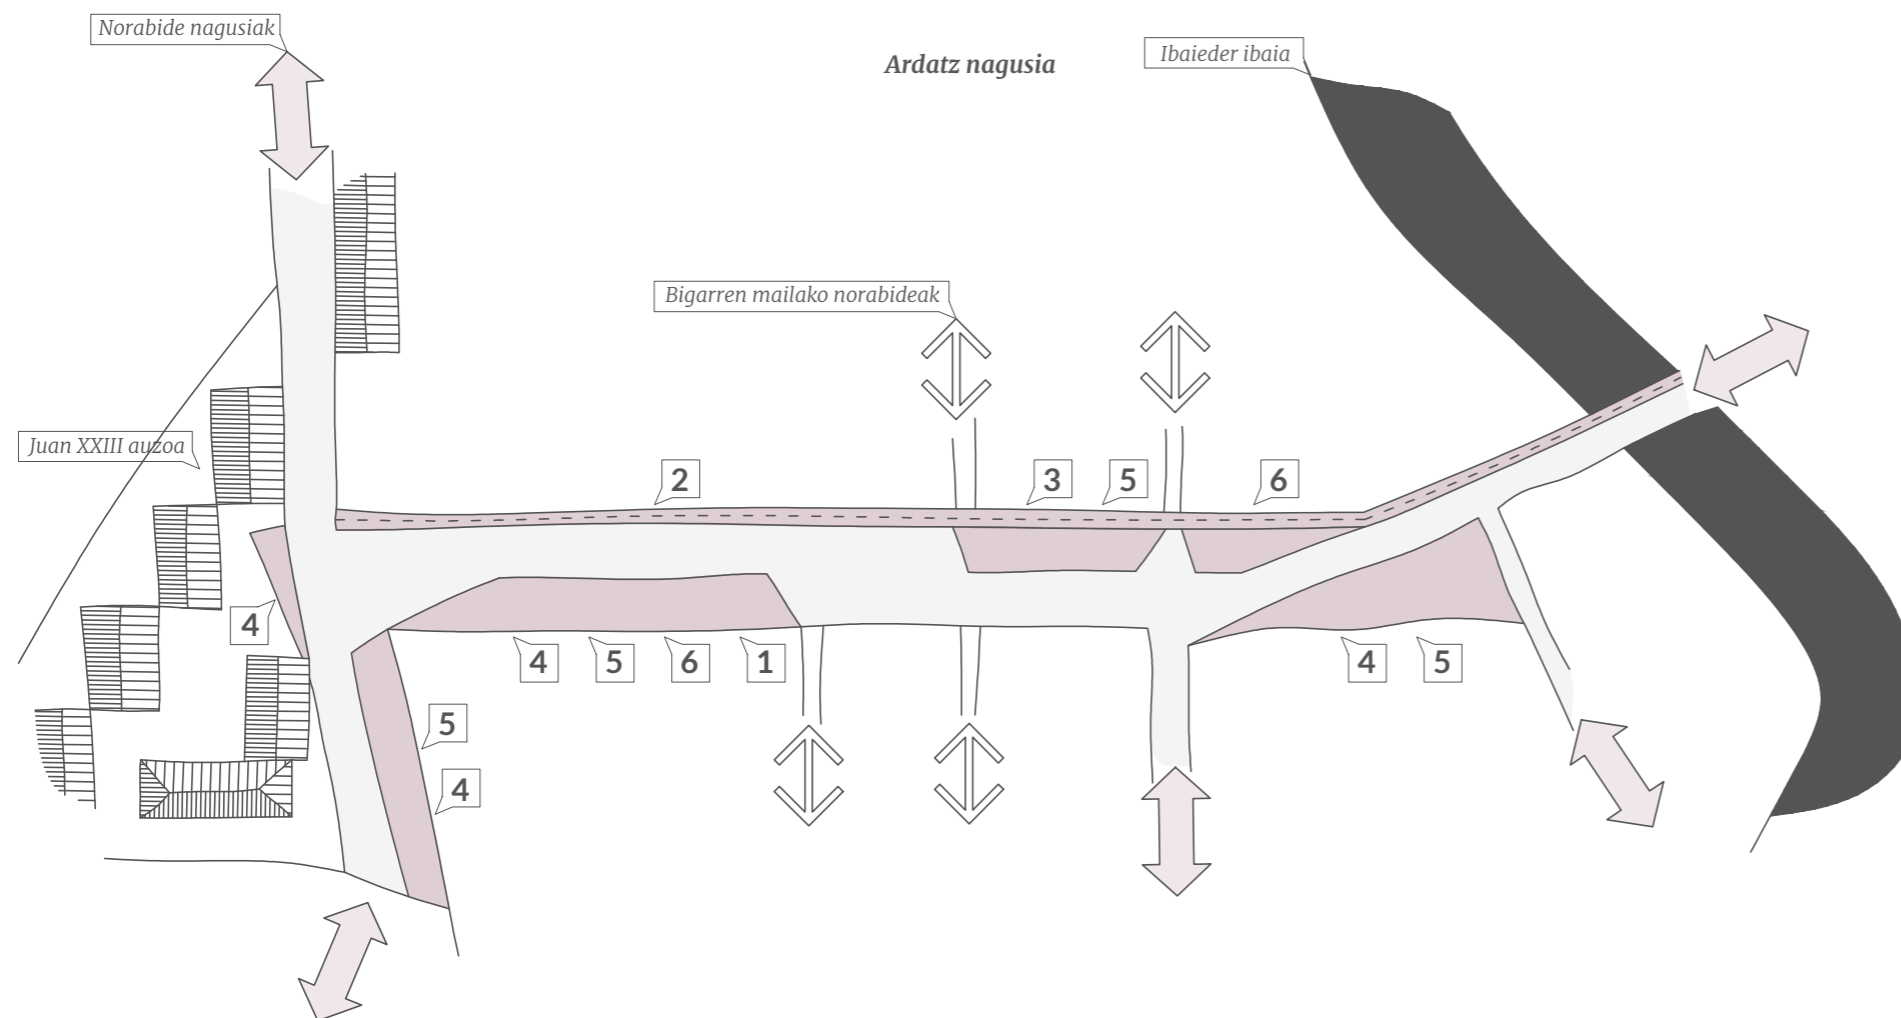 Norabide nagusiak
Ardatz nagusia
Ibaieder ibaia
Bigarren mailako norabideak
Juan XXIII auzoa
2
3
5
6
4
4
5
6
1
4
5
5
4